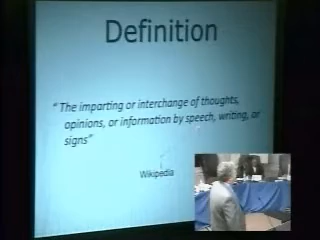 Definition
“ The imparting or interchange of thoughts,
opinions, or information by speech, writing, or
signs”
Wikipedia